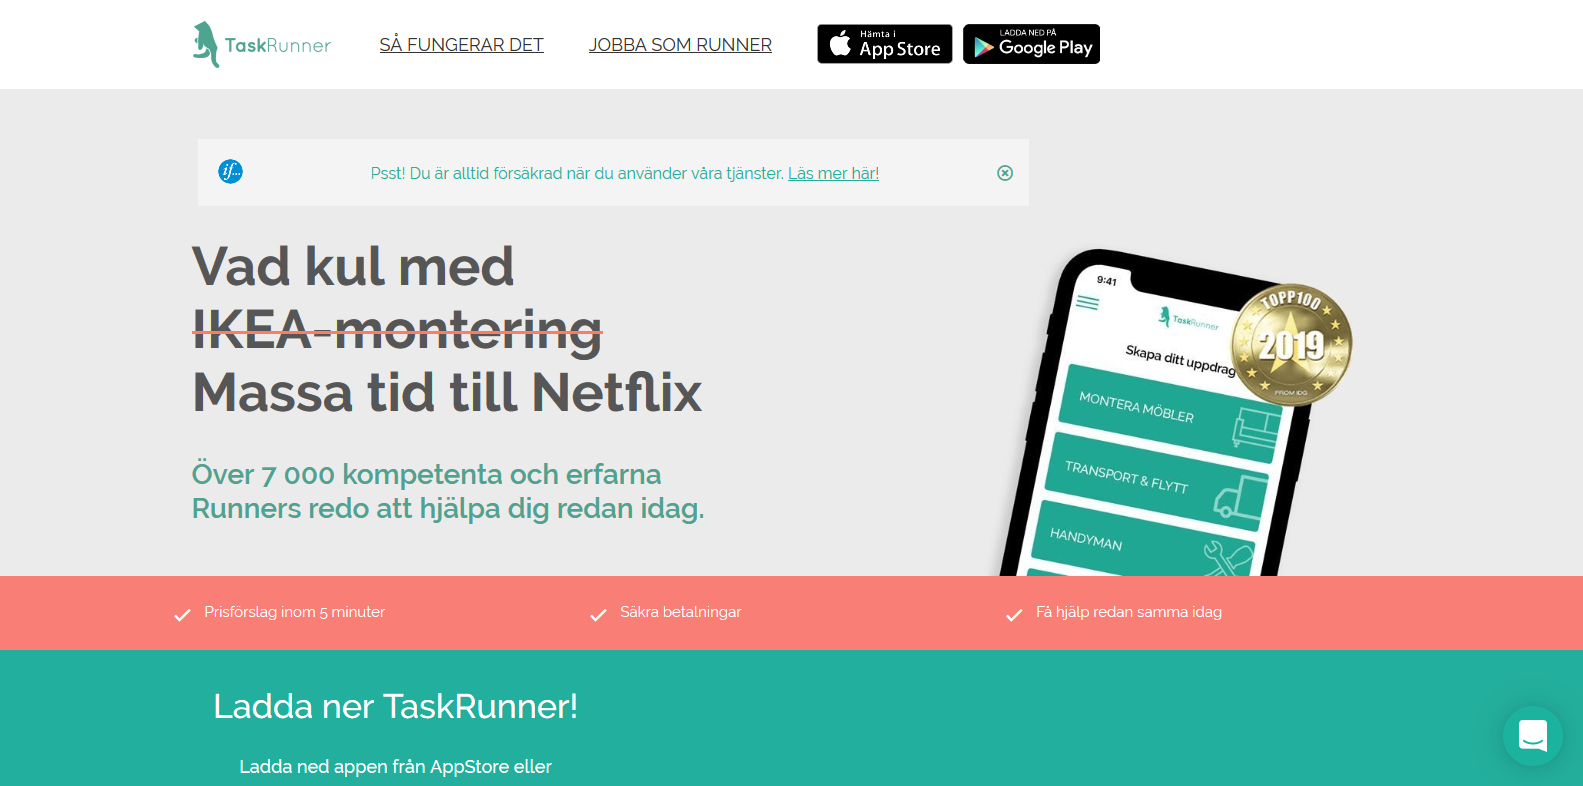 TaskRunner
SÅ FUNGERAR DET
JOBBA SOM RUNNER
Hämta i
App Store
LADDA NED PÅ
Google Play
if...
Psst! Du är alltid försäkrad när du använder våra tjänster. Läs mer här!
Vad kul med
IKEA-montering
Massa tid till Netflix
Över 7 000 kompetenta och erfarna
Runners redo att hjälpa dig redan idag.
9:41
TaskRunner
Skapa ditt uppdrag
MONTERA MÖBLER
TRANSPORT & FLYTT
HANDYMAN
TOPP100
2019
FROM IDG
Prisförslag inom 5 minuter
Säkra betalningar
Få hjälp redan samma idag
Ladda ner TaskRunner!
Ladda ned appen från AppStore eller